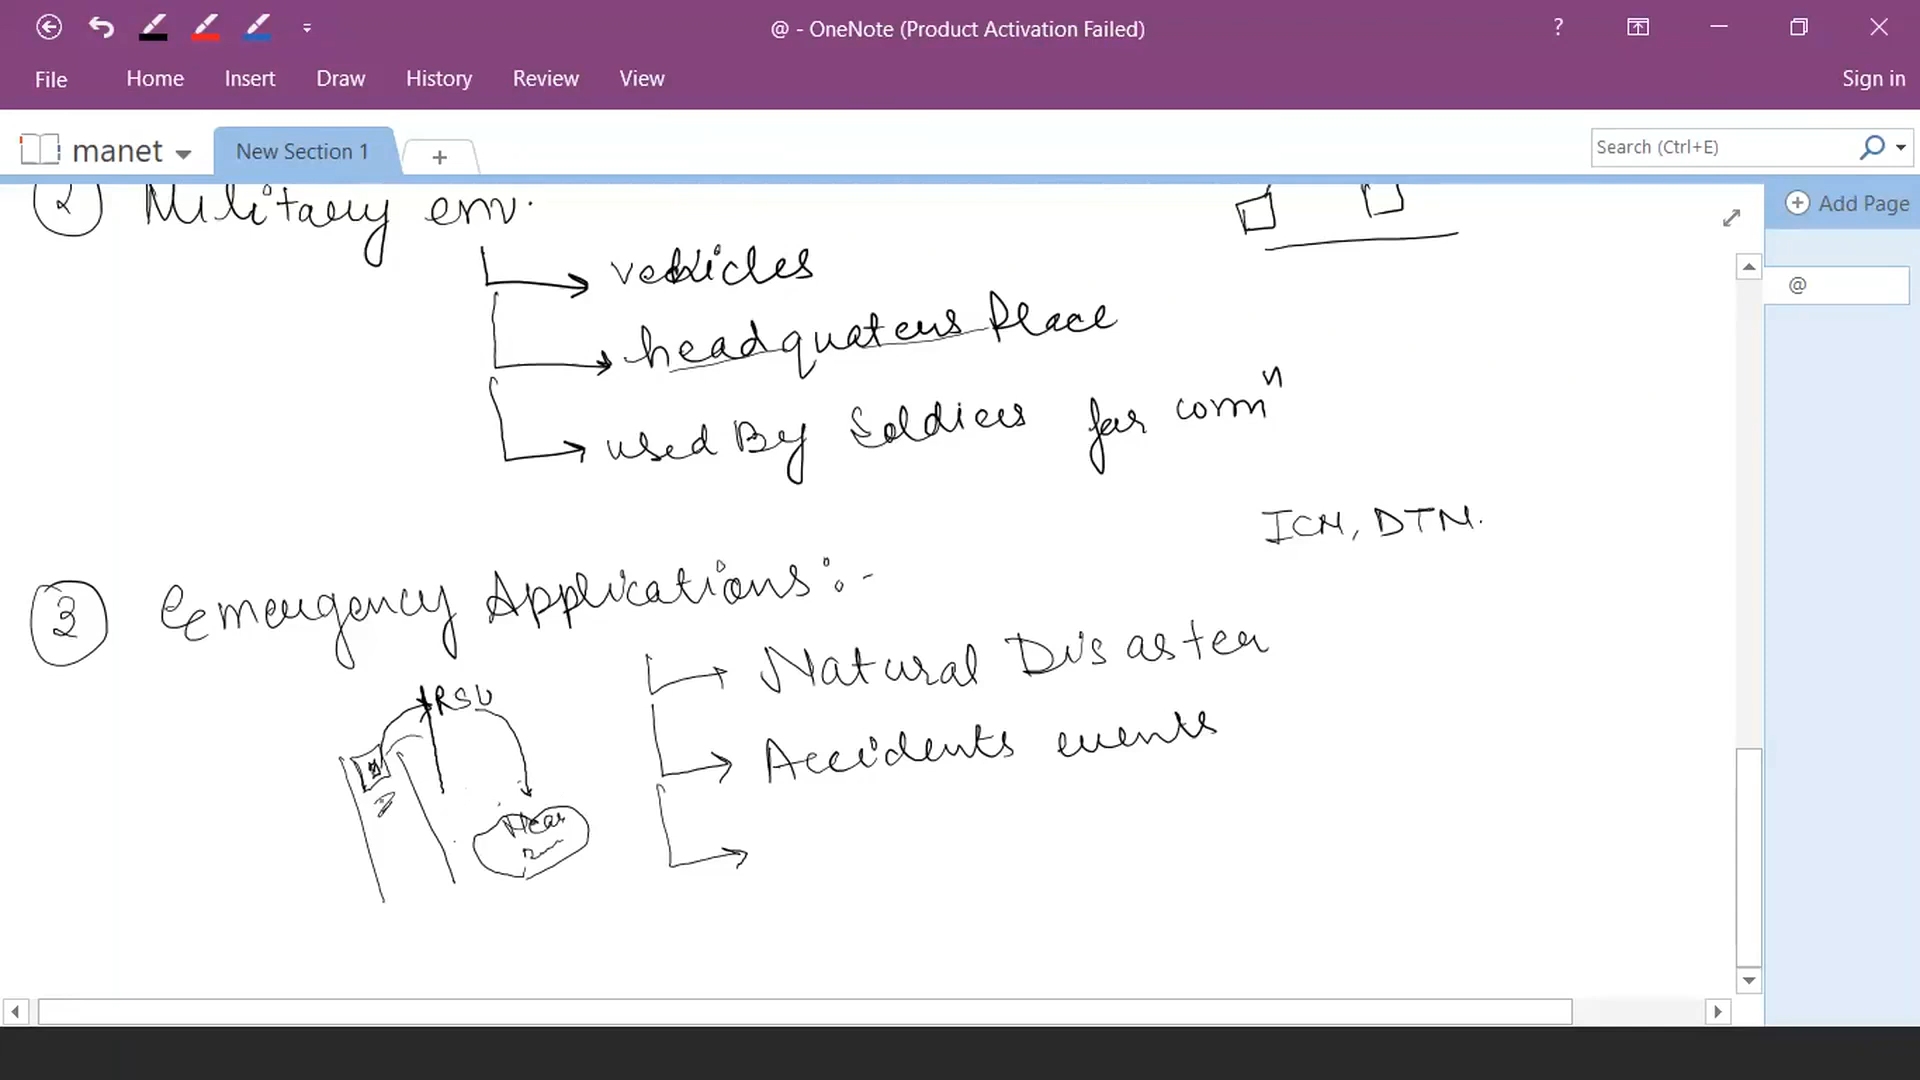 @ - OneNote (Product Activation Failed)
?
File Home Insert Draw History Review View Sign in
manet New Section 1 + Search (Ctrl+E)
Add Page
@
2 Military env.
vehicles
headquaters Place
used By Soldiers for commⁿ
ICN, DTN.
3 Emergency Applications :-
Natural Disaster
RSU
Accidents events
Near